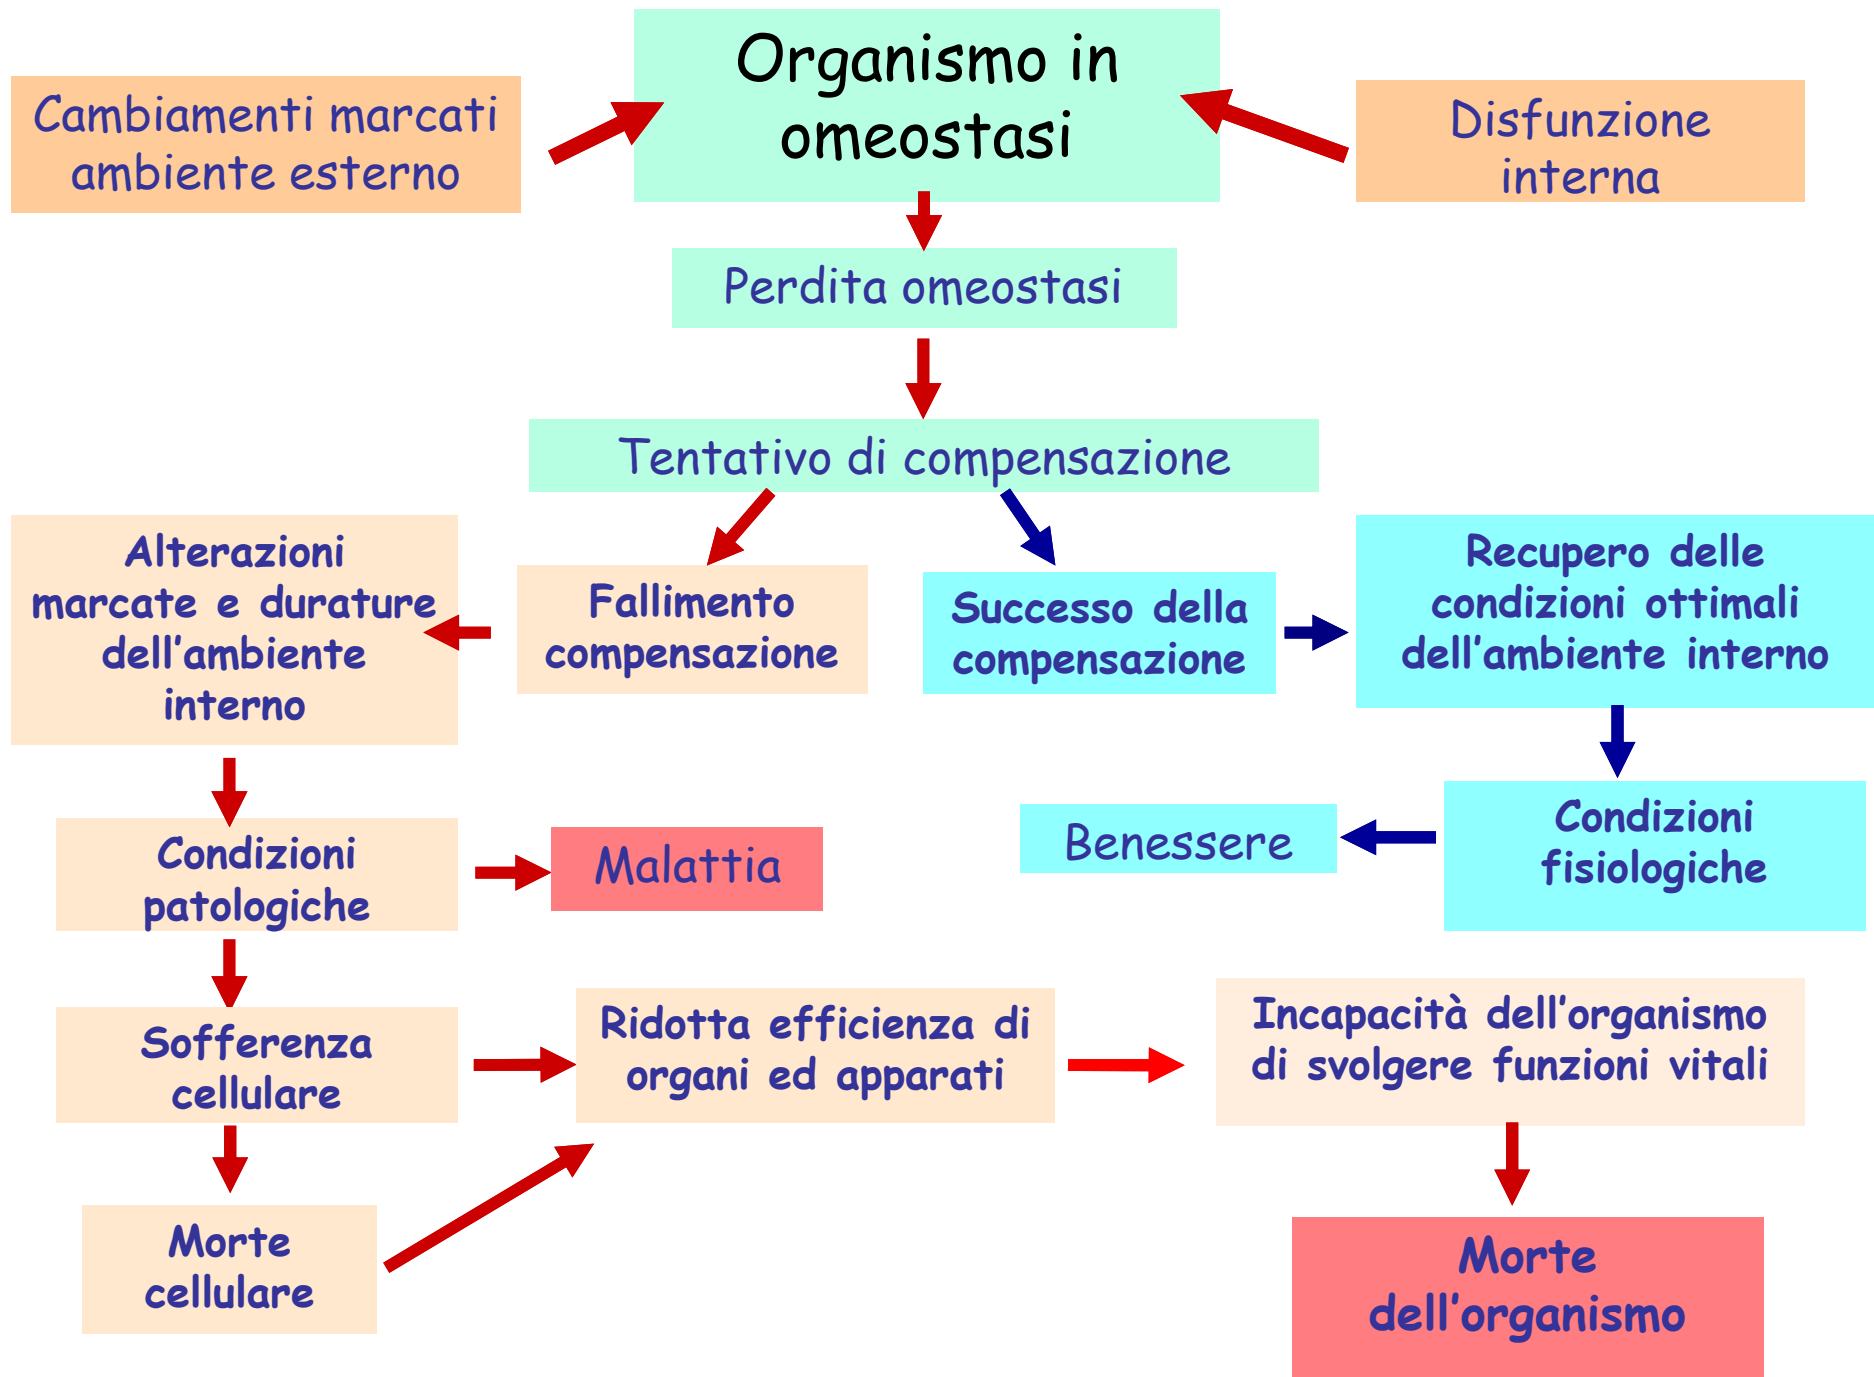 Organismo in
omeostasi
Cambiamenti marcati
ambiente esterno
Disfunzione
interna
Perdita omeostasi
Tentativo di compensazione
Alterazioni
marcate e durature
dell'ambiente
interno
Fallimento
compensazione
Successo della
compensazione
Recupero delle
condizioni ottimali
dell'ambiente interno
Condizioni
patologiche
Malattia
Benessere
Condizioni
fisiologiche
Sofferenza
cellulare
Ridotta efficienza di
organi ed apparati
Incapacità dell'organismo
di svolgere funzioni vitali
Morte
cellulare
Morte
dell'organismo